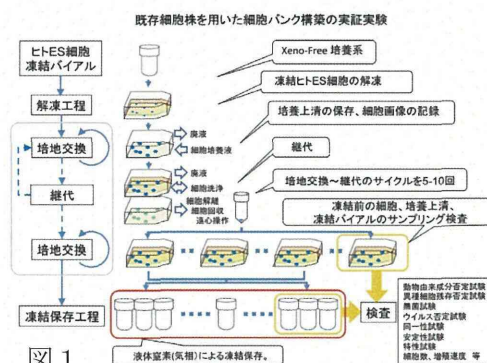 既存細胞株を用いた細胞バンク構築の実証実験
ヒトES細胞
凍結バイアル
解凍工程
培地交換
継代
培地交換
凍結保存工程
廃液
細胞培養液
廃液
細胞洗浄
細胞解離
細胞回収
遠心操作
Xeno-Free 培養系
凍結ヒトES細胞の解凍
培養上清の保存、細胞画像の記録
継代
培地交換～継代のサイクルを5-10回
凍結前の細胞、培養上清、
凍結バイアルのサンプリング検査
検査
動物由来成分否定試験
異種細胞残存否定試験
無菌試験
ウイルス否定試験
同一性試験
安定性試験
特性試験
細胞数、増殖速度 等
液体窒素(気相)による凍結保存。
図 1